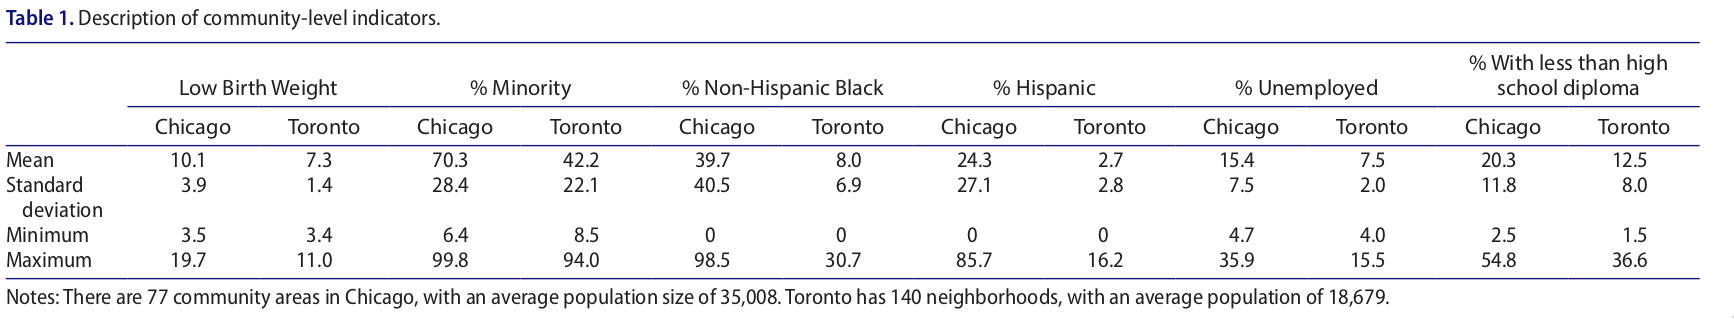 Table 1. Description of community-level indicators.
% With less than high
Low Birth Weight % Minority % Non-Hispanic Black % Hispanic % Unemployed school diploma
Chicago Toronto Chicago Toronto Chicago Toronto Chicago Toronto Chicago Toronto Chicago Toronto
Mean 10.1 7.3 70.3 42.2 39.7 8.0 24.3 2.7 15.4 7.5 20.3 12.5
Standard 3.9 1.4 28.4 22.1 40.5 6.9 27.1 2.8 7.5 2.0 11.8 8.0
deviation
Minimum 3.5 3.4 6.4 8.5 0 0 0 0 4.7 4.0 2.5 1.5
Maximum 19.7 11.0 99.8 94.0 98.5 30.7 85.7 16.2 35.9 15.5 54.8 36.6
Notes: There are 77 community areas in Chicago, with an average population size of 35,008. Toronto has 140 neighborhoods, with an average population of 18,679.